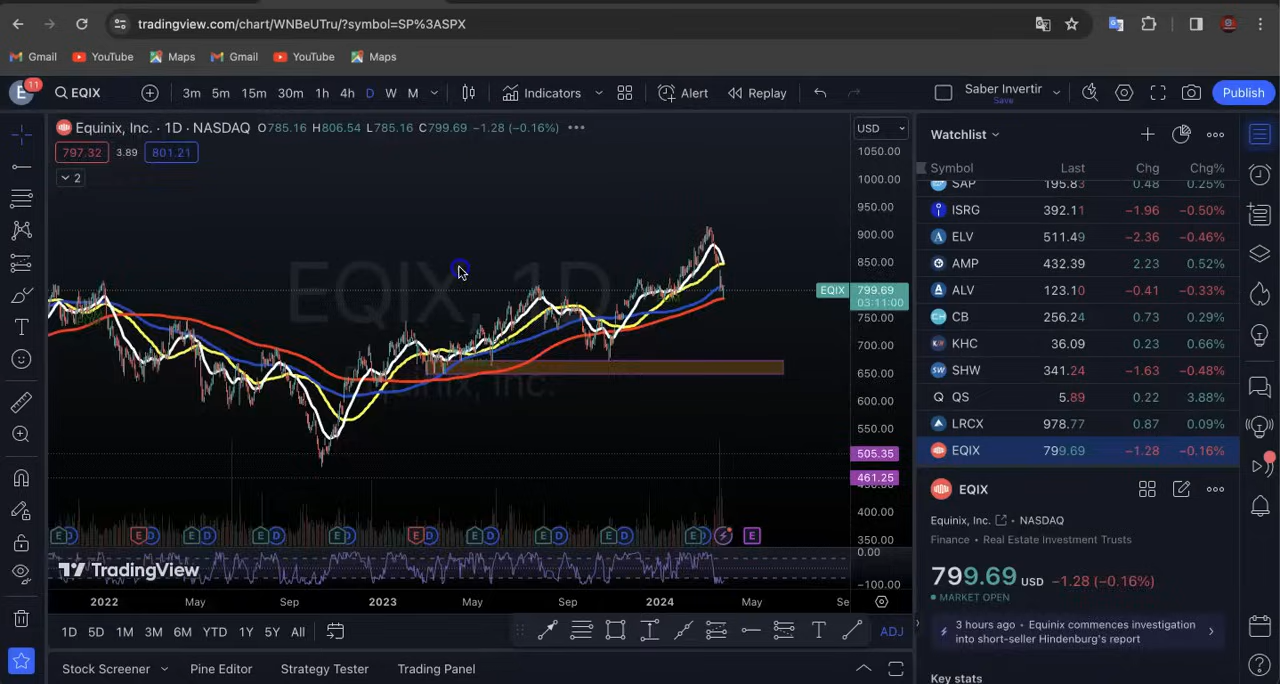 tradingview.com/chart/WNBeUTru/?symbol=SP%3ASPX
Gmail YouTube Maps Gmail YouTube Maps
E 11 EQIX 3m 5m 15m 30m 1h 4h D W M Indicators Alert Replay Saber Invertir Save Publish
Equinix, Inc. · 1D · NASDAQ O785.16 H806.54 L785.16 C799.69 −1.28 (−0.16%)
797.32 3.89 801.21
2
EQIX, 1D
Equinix, Inc.
USD
1050.00
1000.00
950.00
900.00
850.00
EQIX 799.69
03:11:00
750.00
700.00
650.00
600.00
550.00
505.35
461.25
400.00
350.00
0.00
−100.00
TradingView
2022 May Sep 2023 May Sep 2024 May Se
1D 5D 1M 3M 6M YTD 1Y 5Y All ADJ
Stock Screener Pine Editor Strategy Tester Trading Panel
Watchlist
Symbol Last Chg Chg%
SAP 195.83 0.48 0.25%
ISRG 392.11 −1.96 −0.50%
ELV 511.49 −2.36 −0.46%
AMP 432.39 2.23 0.52%
ALV 123.10 −0.41 −0.33%
CB 256.24 0.73 0.29%
KHC 36.09 0.23 0.66%
SHW 341.24 −1.63 −0.48%
QS 5.89 0.22 3.88%
LRCX 978.77 0.87 0.09%
EQIX 799.69 −1.28 −0.16%
EQIX
Equinix, Inc. • NASDAQ
Finance • Real Estate Investment Trusts
799.69 USD −1.28 (−0.16%)
MARKET OPEN
3 hours ago • Equinix commences investigation
into short-seller Hindenburg's report
Key stats